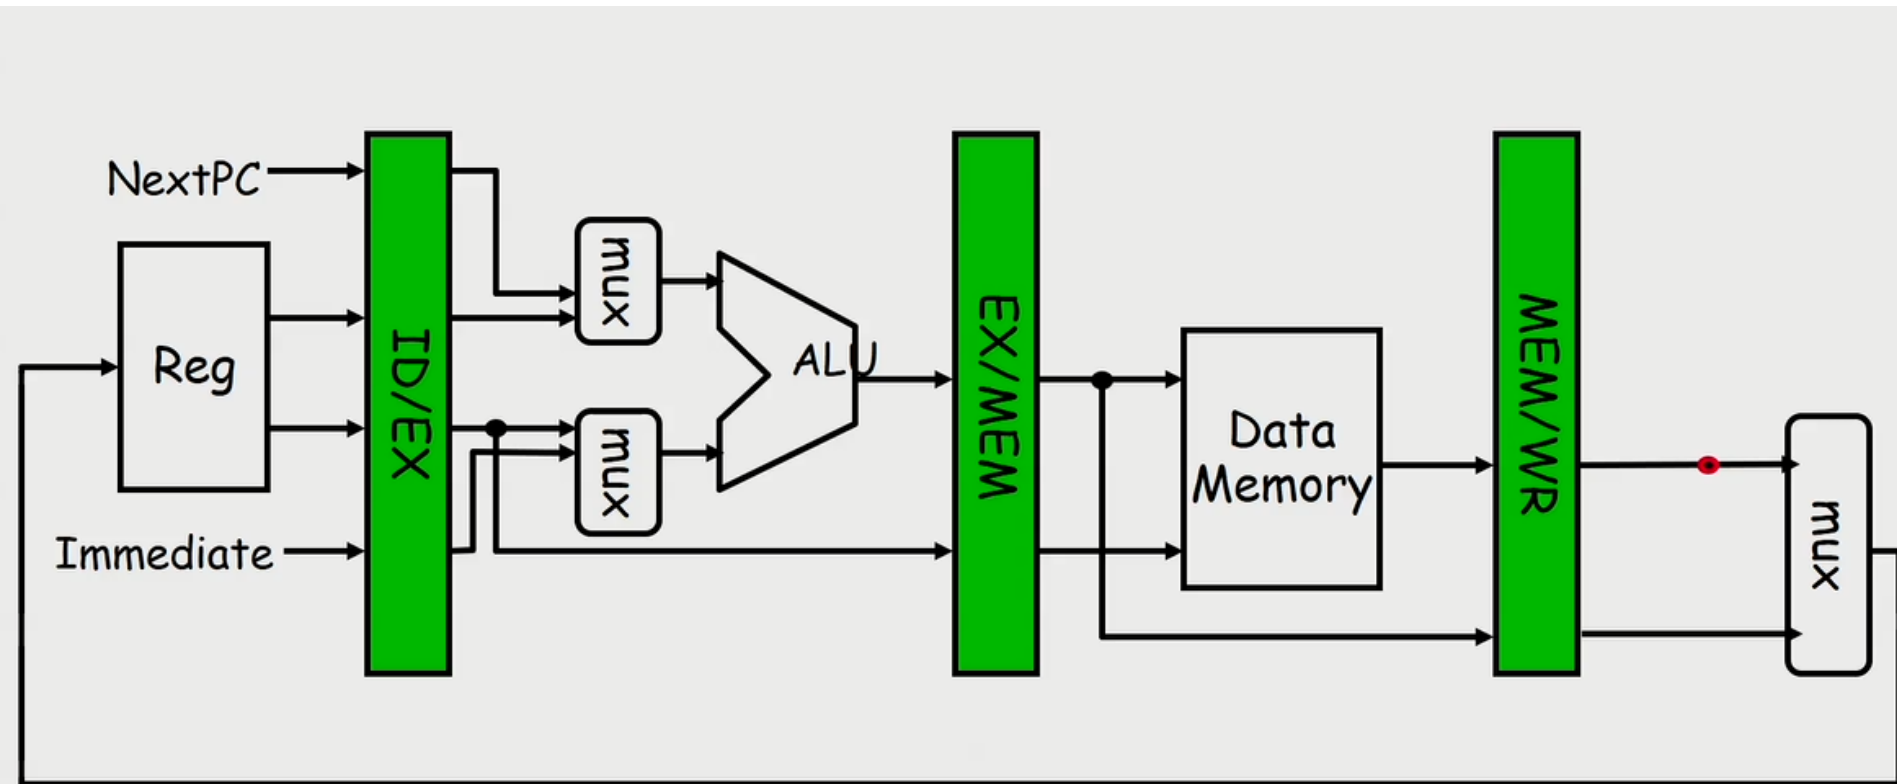 NextPC
Reg
Immediate
ID/EX
mux
mux
ALU
EX/MEM
Data
Memory
MEM/WR
mux